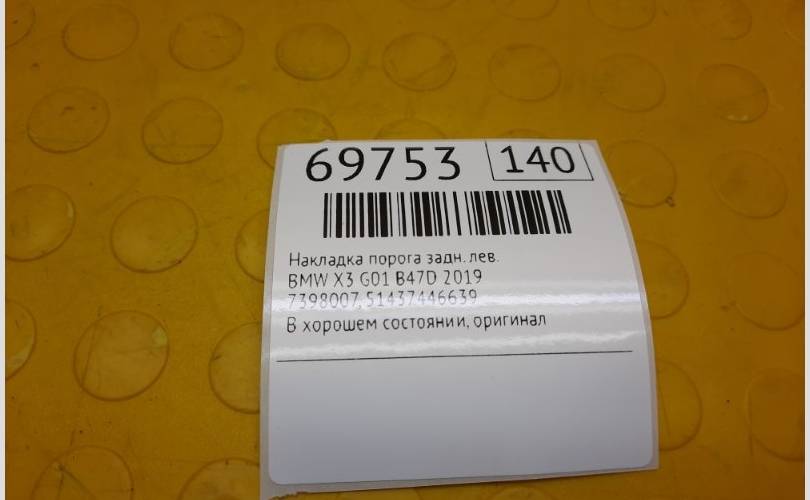 69753 140
Накладка порога задн. лев.
BMW X3 G01 B47D 2019
7398007,51437446639
В хорошем состоянии, оригинал